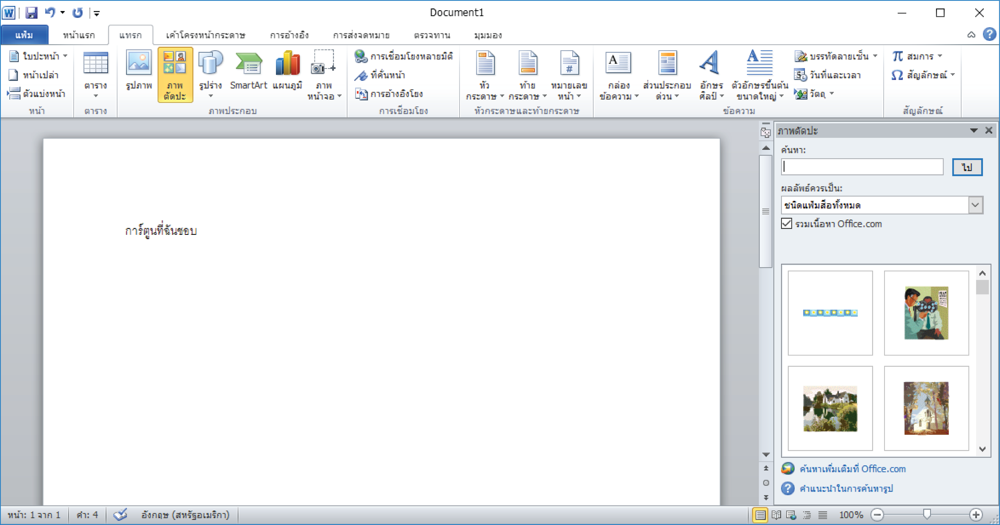 Document1
แฟ้ม หน้าแรก แทรก เค้าโครงหน้ากระดาษ การอ้างอิง การส่งจดหมาย ตรวจทาน มุมมอง
ใบปะหน้า
หน้าเปล่า
ตัวแบ่งหน้า
หน้า
ตาราง
ตาราง
รูปภาพ
ภาพ
ตัดปะ
รูปร่าง
SmartArt
แผนภูมิ
ภาพ
หน้าจอ
ภาพประกอบ
การเชื่อมโยงหลายมิติ
ที่คั่นหน้า
การอ้างอิงโยง
การเชื่อมโยง
หัว
กระดาษ
ท้าย
กระดาษ
หมายเลข
หน้า
#
หัวกระดาษและท้ายกระดาษ
กล่อง
ข้อความ
ส่วนประกอบ
ด่วน
อักษร
ศิลป์
ตัวอักษรขึ้นต้น
ขนาดใหญ่
บรรทัดลายเซ็น
วันที่และเวลา
วัตถุ
ข้อความ
π สมการ
Ω สัญลักษณ์
สัญลักษณ์
การ์ตูนที่ฉันชอบ
ภาพตัดปะ
ค้นหา:
ไป
ผลลัพธ์ควรเป็น:
ชนิดแฟ้มสื่อทั้งหมด
รวมเนื้อหา Office.com
ค้นหาเพิ่มเติมที่ Office.com
คำแนะนำในการค้นหารูป
หน้า: 1 จาก 1 คำ: 4 อังกฤษ (สหรัฐอเมริกา) 100%